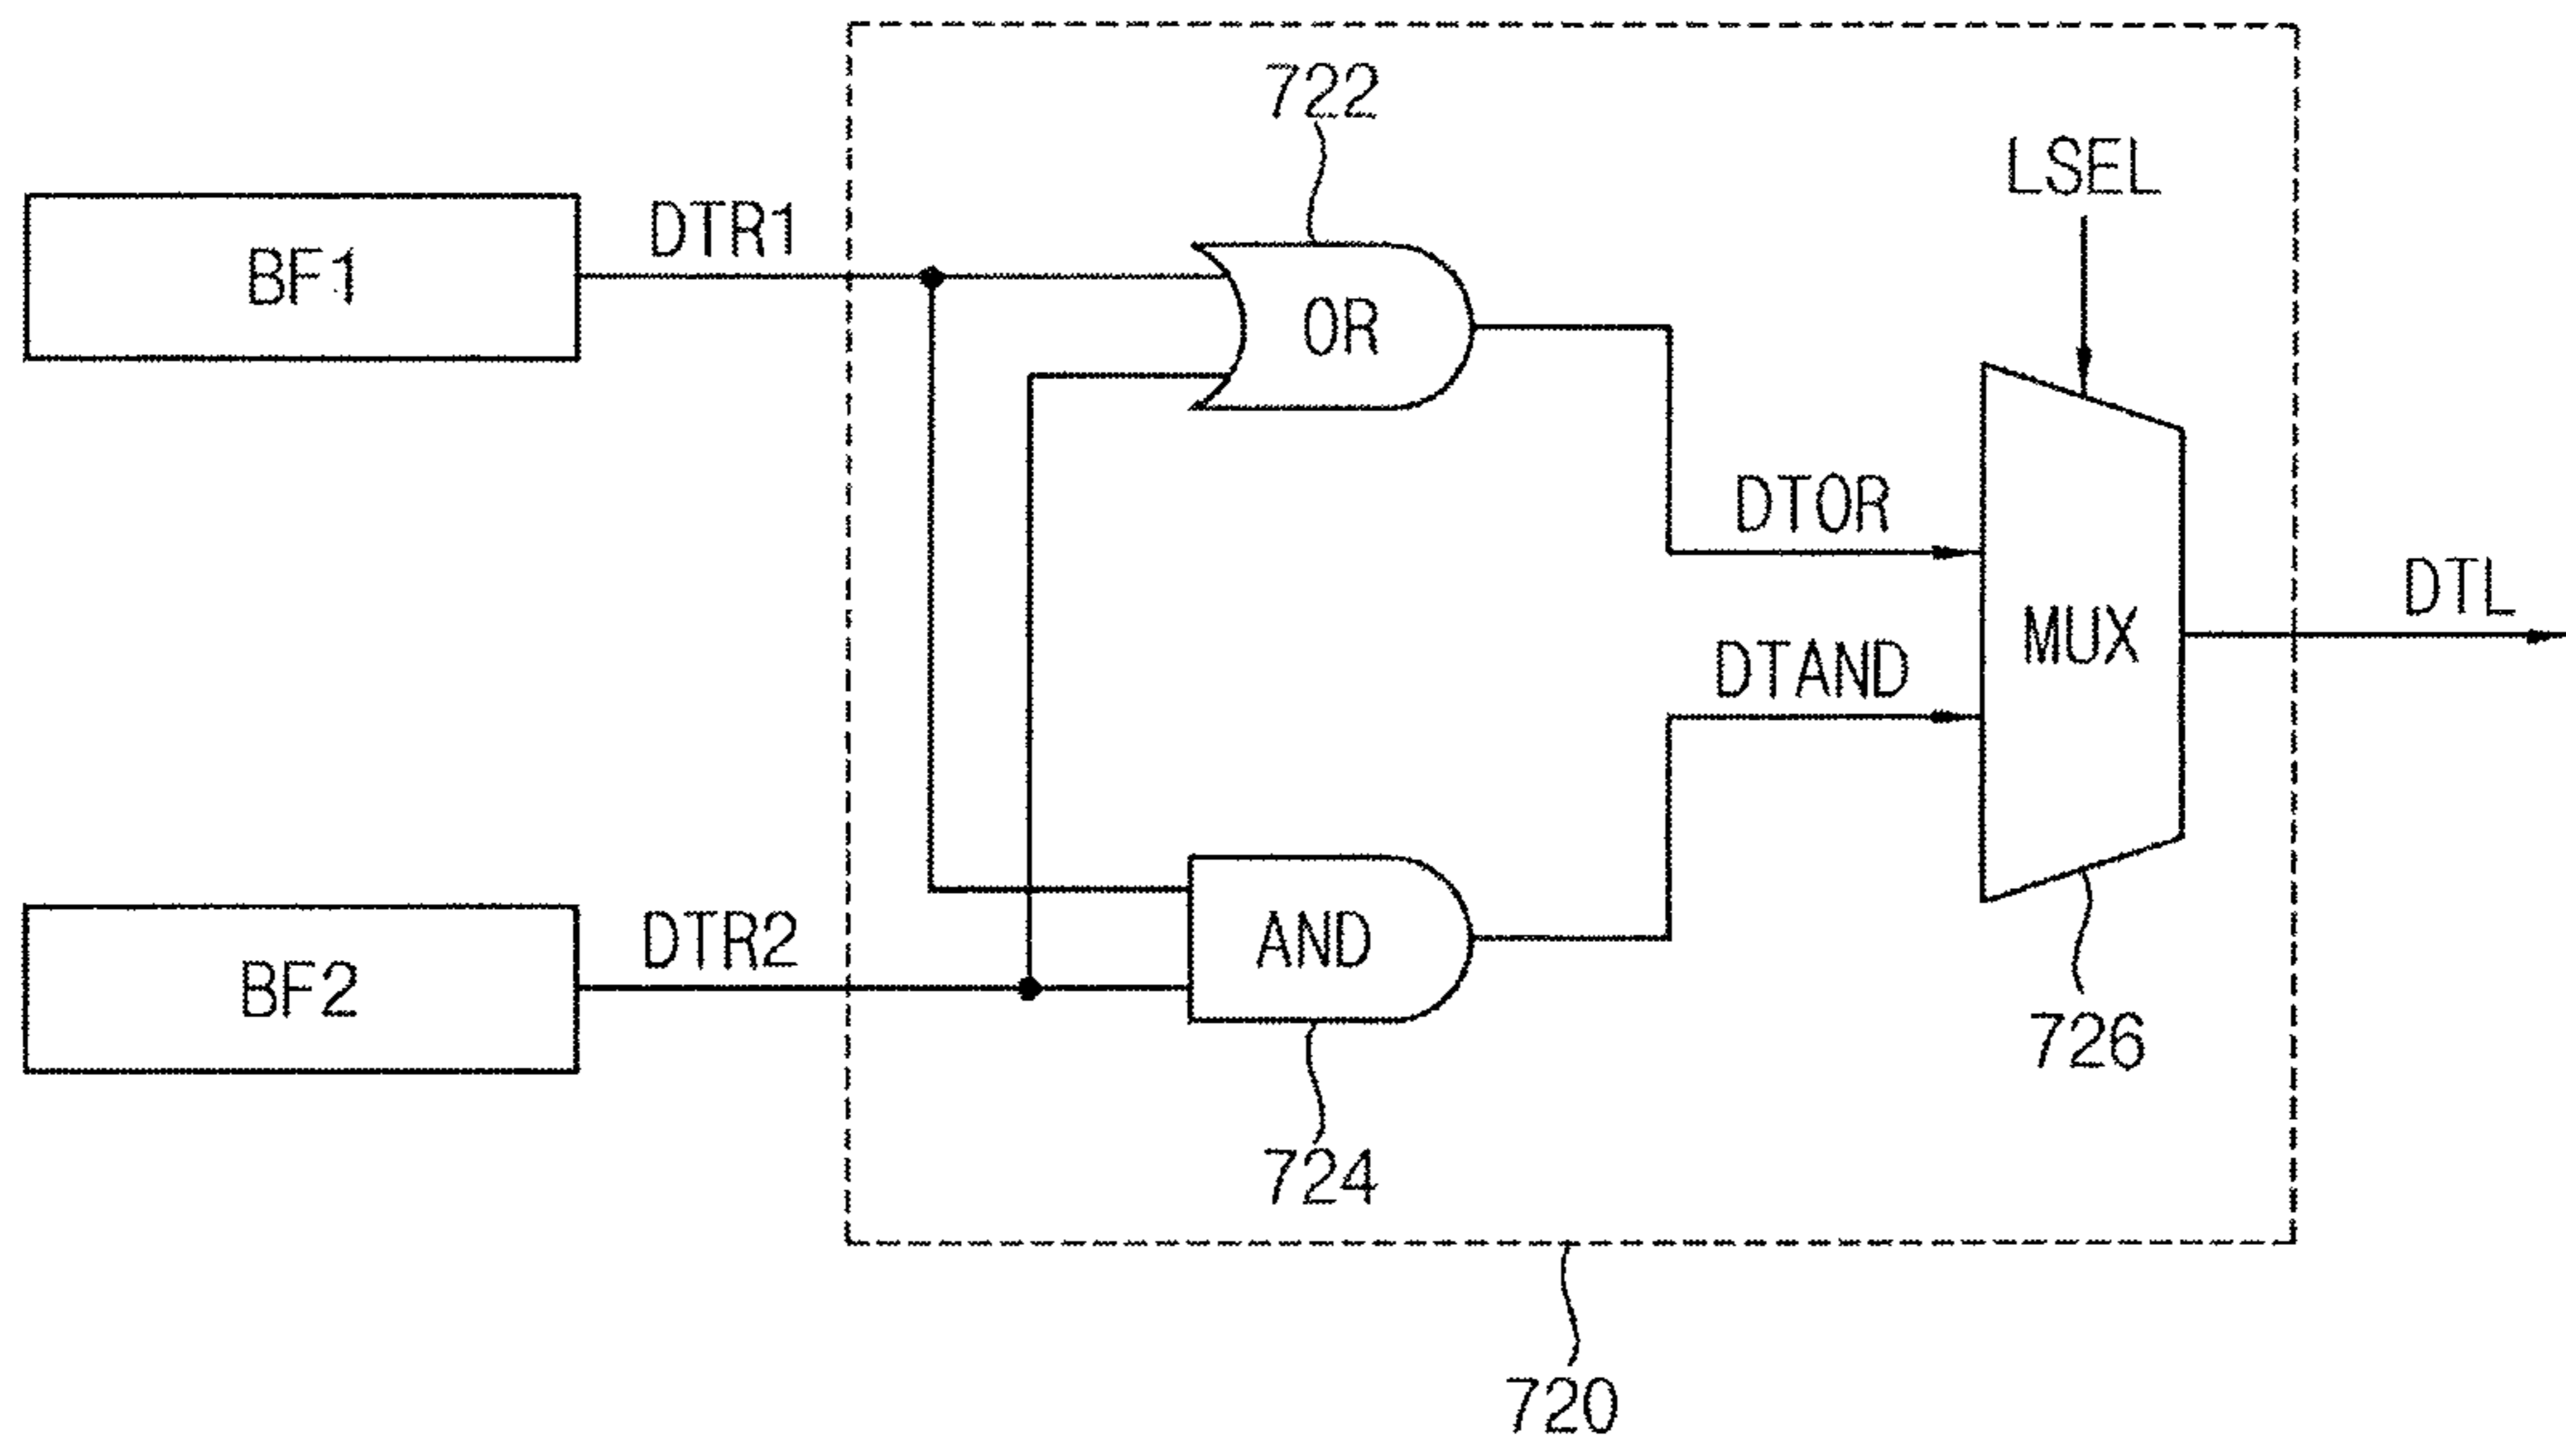 722
LSEL
DTR1
BF1
OR
DTOR
DTL
MUX
DTAND
DTR2
AND
BF2
726
724
720